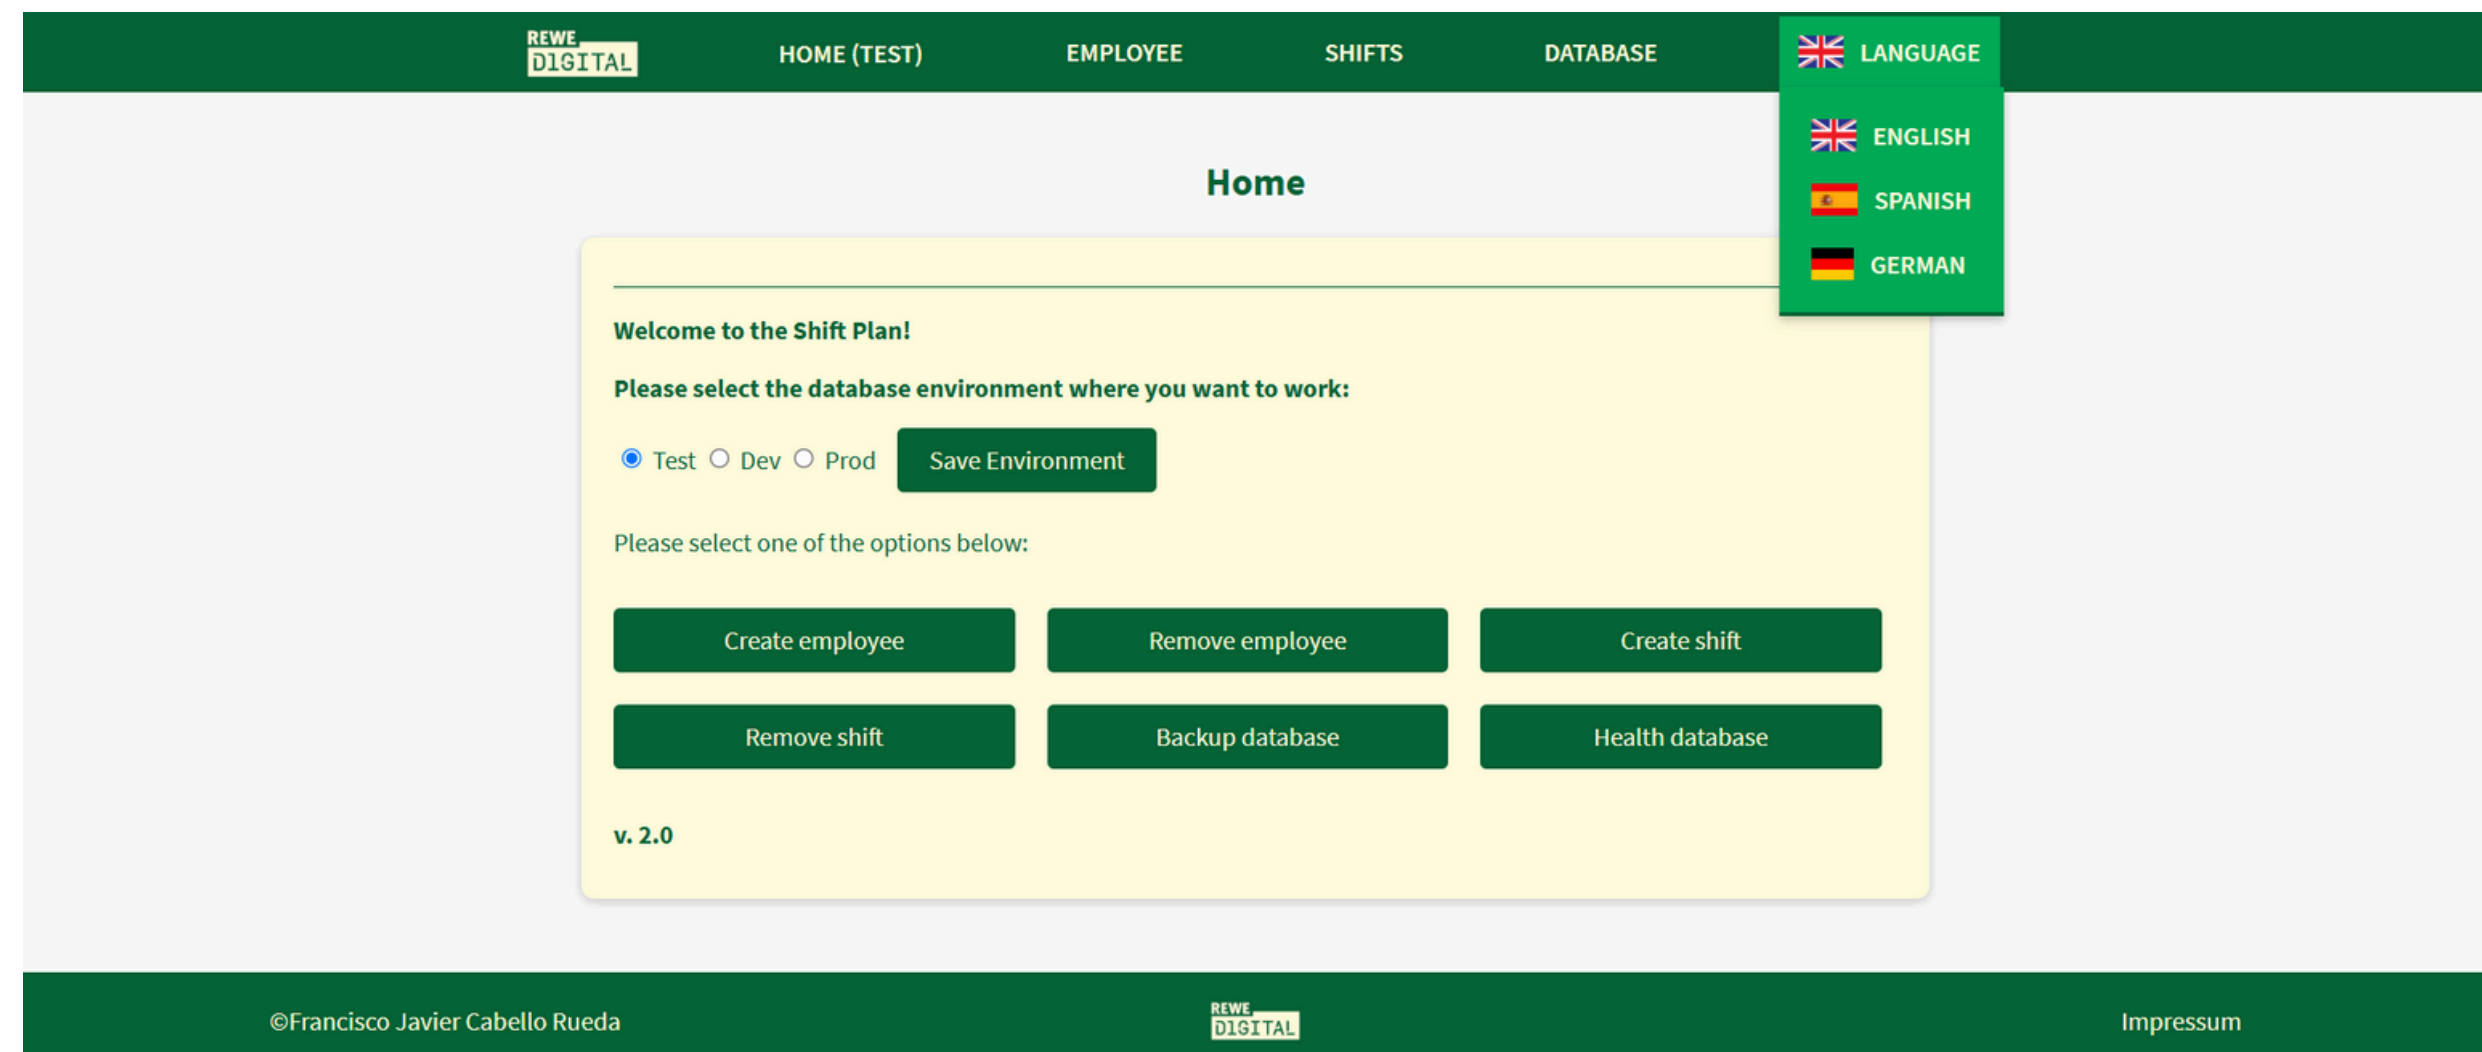 REWE
DIGITAL
HOME (TEST)
EMPLOYEE
SHIFTS
DATABASE
LANGUAGE
ENGLISH
SPANISH
GERMAN
Home
Welcome to the Shift Plan!
Please select the database environment where you want to work:
Test Dev Prod Save Environment
Please select one of the options below:
Create employee
Remove employee
Create shift
Remove shift
Backup database
Health database
v. 2.0
©Francisco Javier Cabello Rueda
REWE
DIGITAL
Impressum